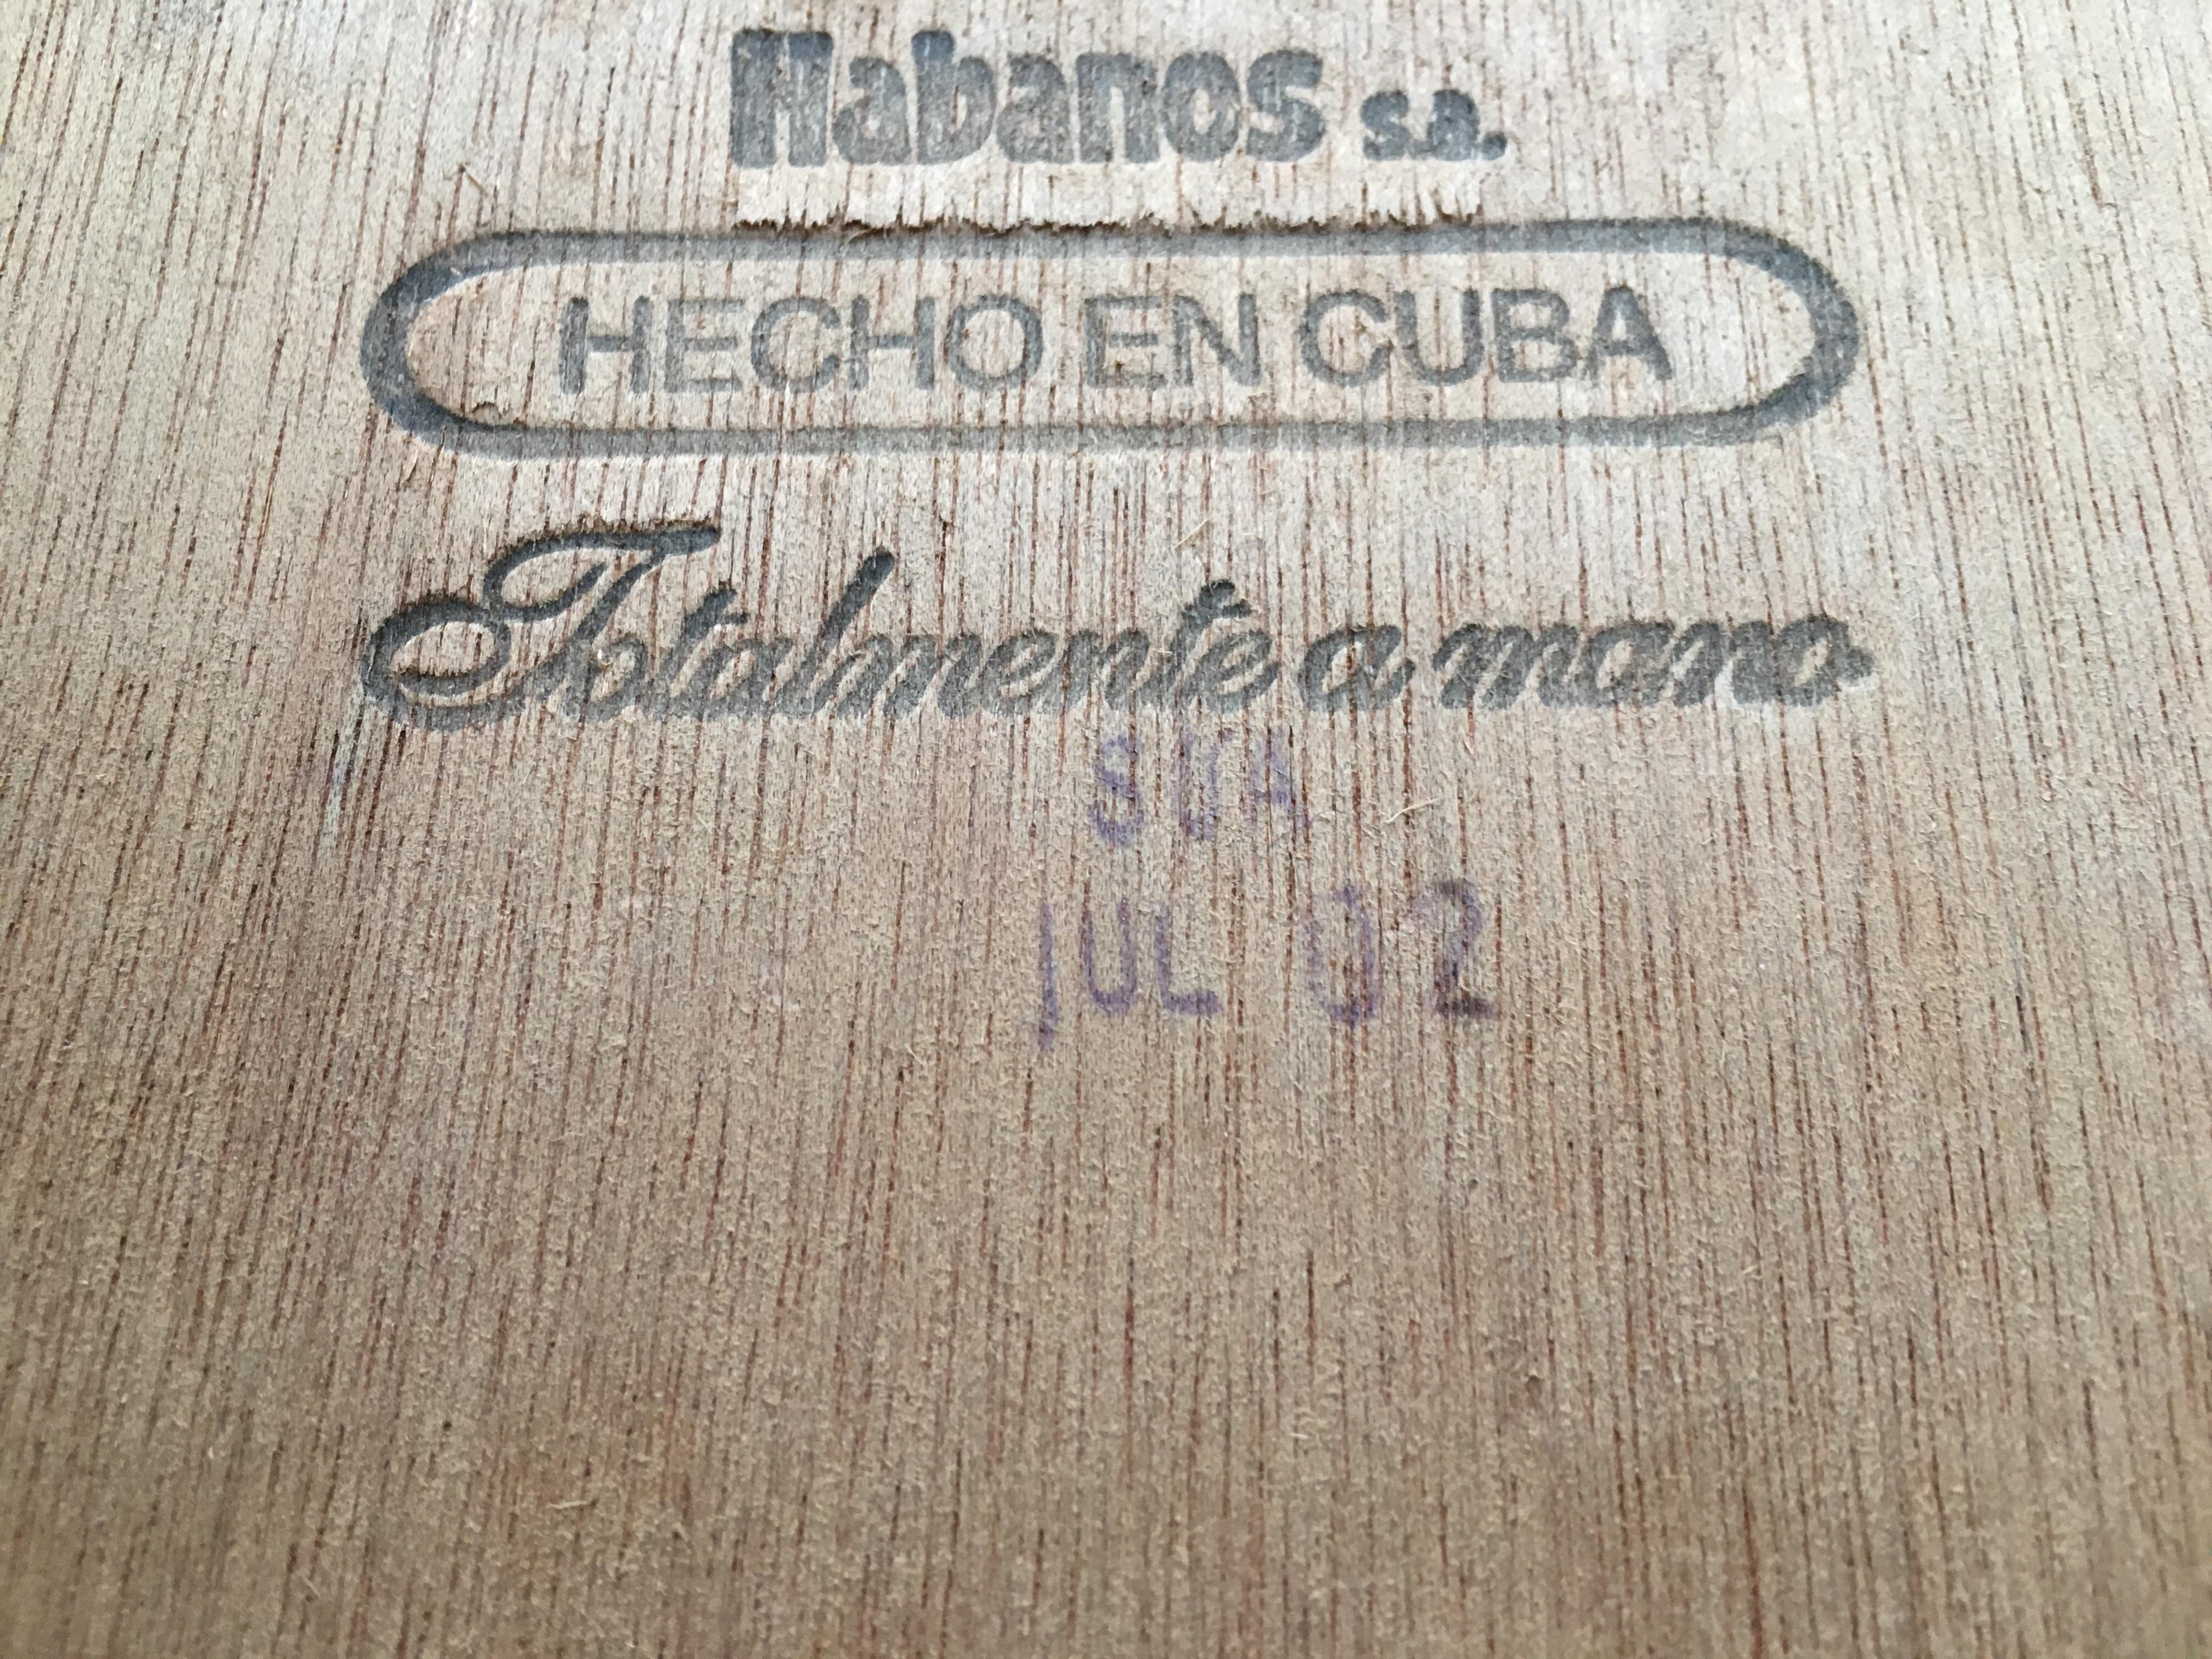 Habanos s.a.
HECHO EN CUBA
Totalmente a mano
JUL 02